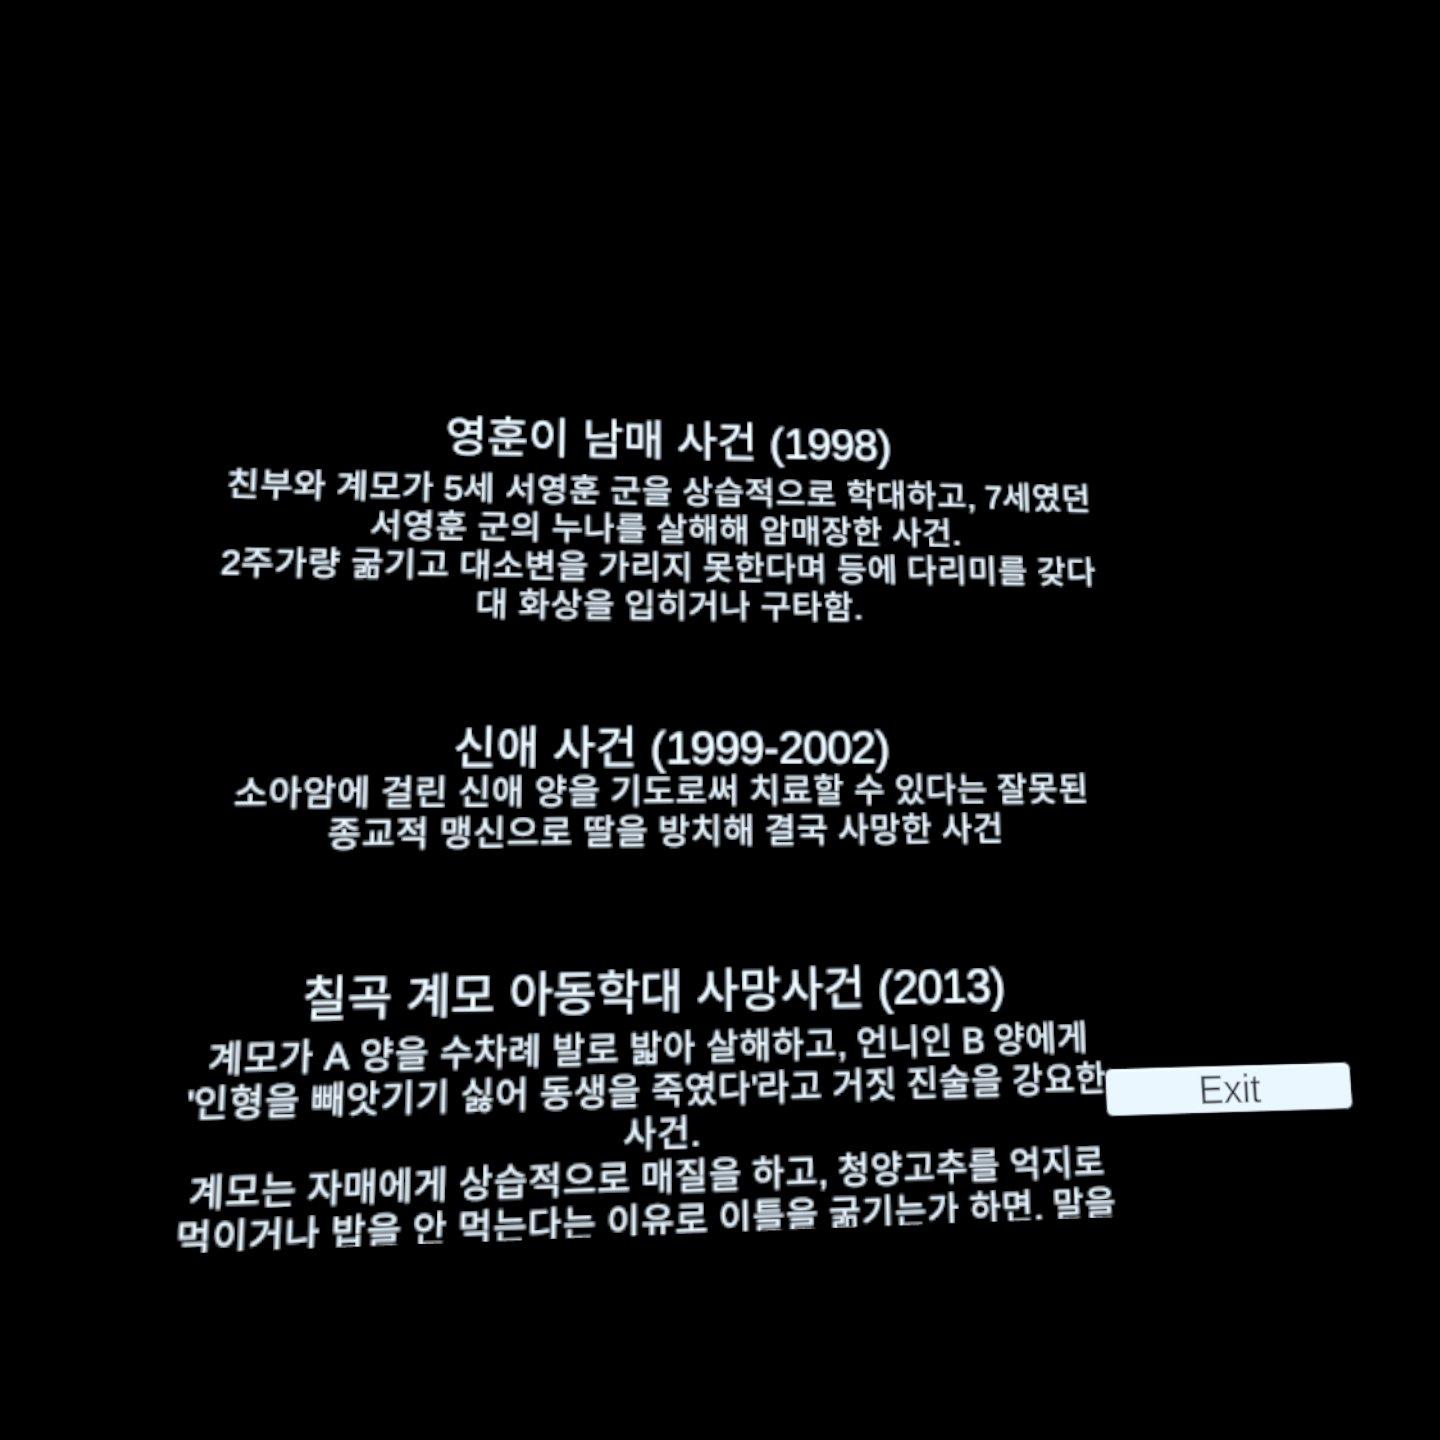 영훈이 남매 사건 (1998)
친부와 계모가 5세 서영훈 군을 상습적으로 학대하고, 7세였던
서영훈 군의 누나를 살해해 암매장한 사건.
2주가량 굶기고 대소변을 가리지 못한다며 등에 다리미를 갖다
대 화상을 입히거나 구타함.
신애 사건 (1999-2002)
소아암에 걸린 신애 양을 기도로써 치료할 수 있다는 잘못된
종교적 맹신으로 딸을 방치해 결국 사망한 사건
칠곡 계모 아동학대 사망사건 (2013)
계모가 A 양을 수차례 발로 밟아 살해하고, 언니인 B 양에게
'인형을 빼앗기기 싫어 동생을 죽였다'라고 거짓 진술을 강요한
Exit
사건.
계모는 자매에게 상습적으로 매질을 하고, 청양고추를 억지로
먹이거나 밥을 안 먹는다는 이유로 이틀을 굶기는가 하면. 말을